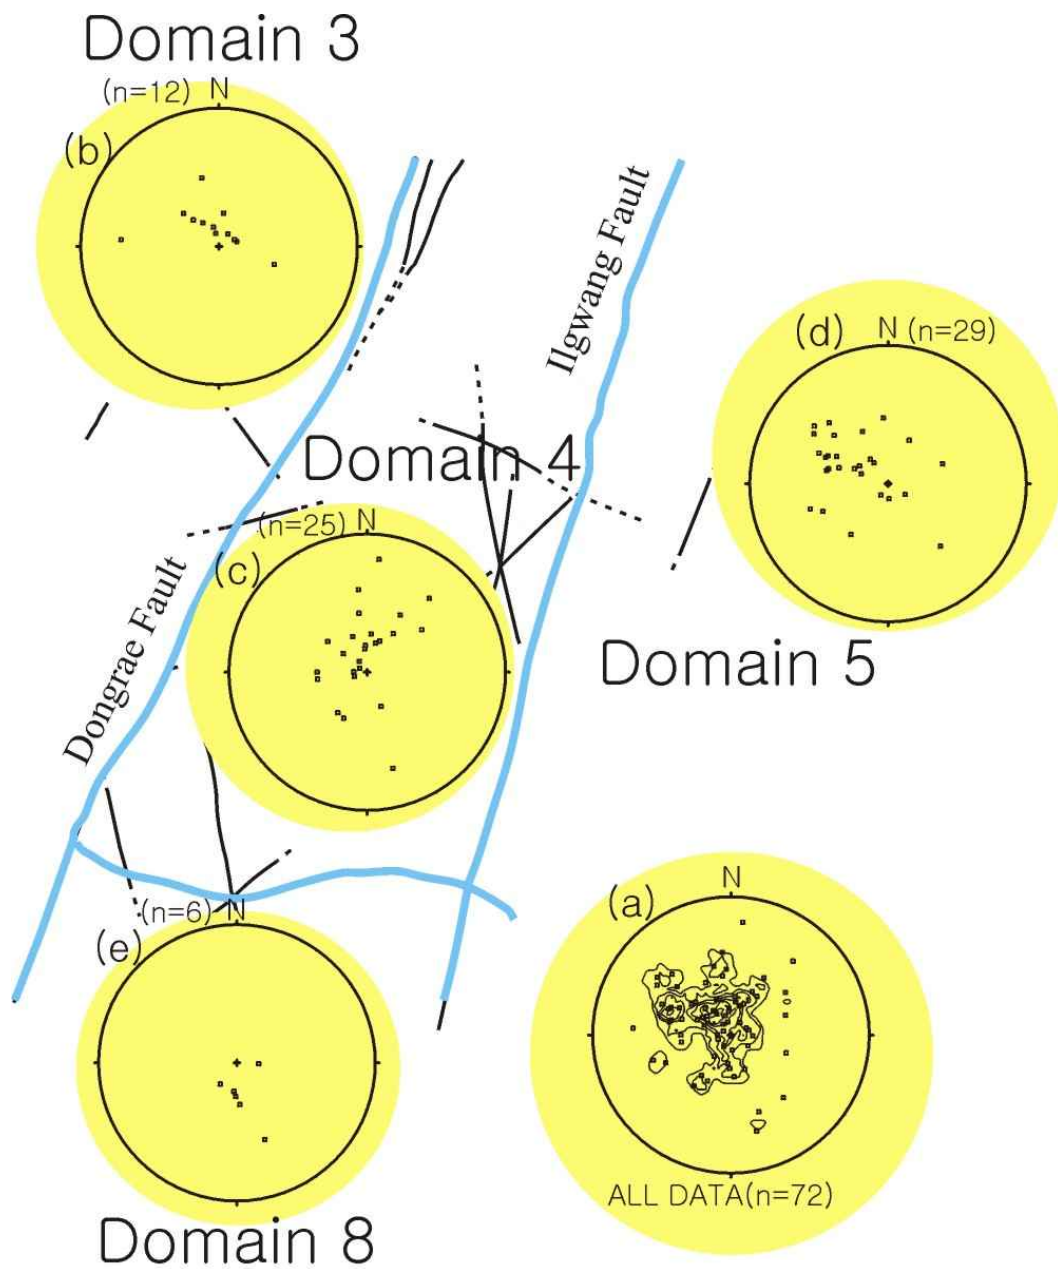 Domain 3
(n=12) N
(b)
Ilgwang Fault
(d) N (n=29)
Domain 4
(n=25) N
(c)
Dongrae Fault
Domain 5
(n=6) N
(e)
N
(a)
ALL DATA(n=72)
Domain 8